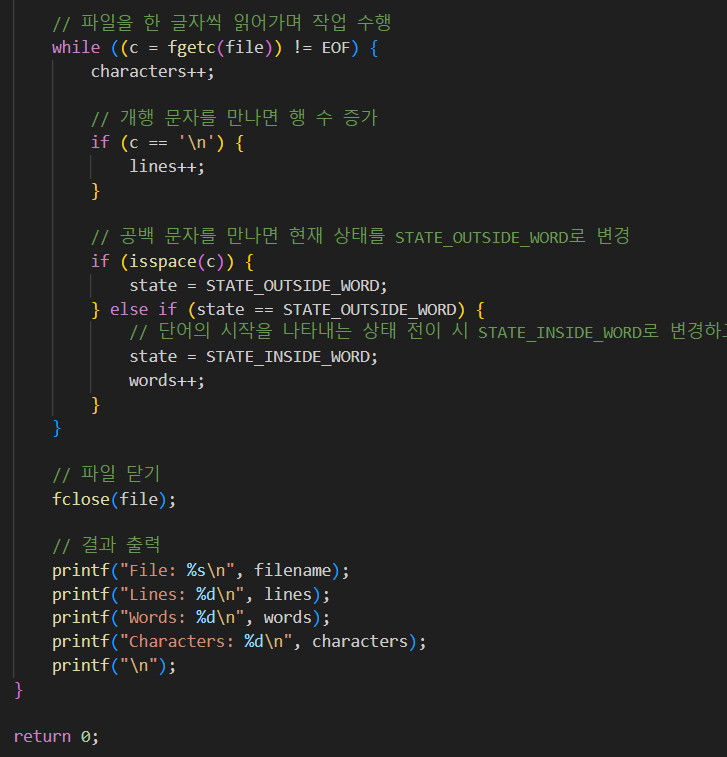 // 파일을 한 글자씩 읽어가며 작업 수행
while ((c = fgetc(file)) != EOF) {
characters++;
// 개행 문자를 만나면 행 수 증가
if (c == '\n') {
lines++;
}
// 공백 문자를 만나면 현재 상태를 STATE_OUTSIDE_WORD로 변경
if (isspace(c)) {
state = STATE_OUTSIDE_WORD;
} else if (state == STATE_OUTSIDE_WORD) {
// 단어의 시작을 나타내는 상태 전이 시 STATE_INSIDE_WORD로 변경하고
state = STATE_INSIDE_WORD;
words++;
}
}
// 파일 닫기
fclose(file);
// 결과 출력
printf("File: %s\n", filename);
printf("Lines: %d\n", lines);
printf("Words: %d\n", words);
printf("Characters: %d\n", characters);
printf("\n");
}
return 0;